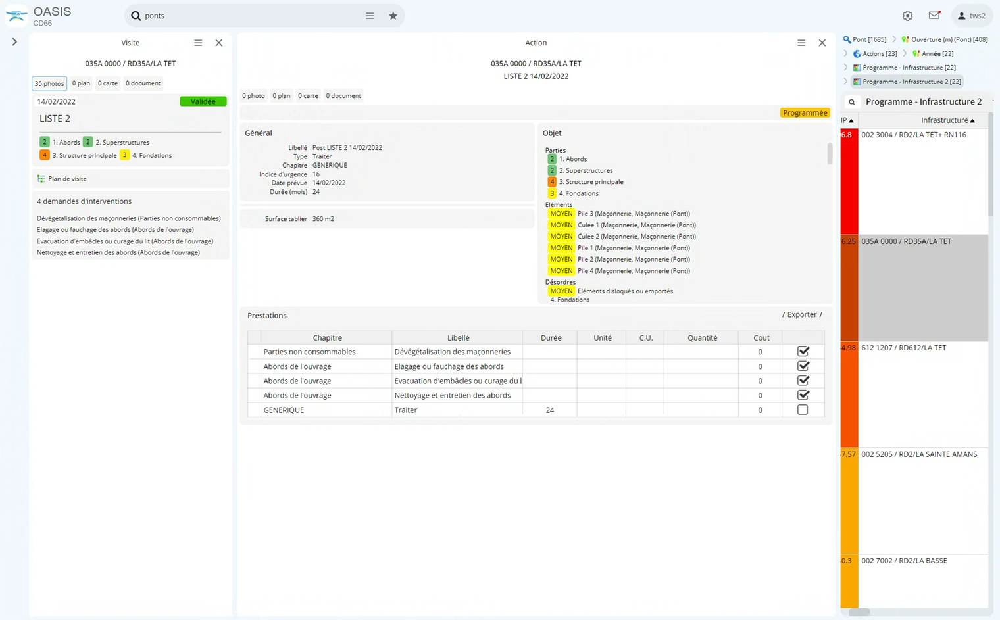 OASIS
CD66
ponts
tws2
Visite
035A 0000 / RD35A/LA TET
35 photos
0 plan
0 carte
0 document
14/02/2022
Validée
LISTE 2
2 1. Abords 2 2. Superstructures
4 3. Structure principale 3 4. Fondations
Plan de visite
4 demandes d'interventions
Dévégétalisation des maçonneries (Parties non consommables)
Elagage ou fauchage des abords (Abords de l'ouvrage)
Evacuation d'embâcles ou curage du lit (Abords de l'ouvrage)
Nettoyage et entretien des abords (Abords de l'ouvrage)
Action
035A 0000 / RD35A/LA TET
LISTE 2 14/02/2022
0 photo
0 plan
0 carte
0 document
Programmée
Général
Libellé Post LISTE 2 14/02/2022
Type Traiter
Chapitre GENERIQUE
Indice d'urgence 16
Date prévue 14/02/2022
Durée (mois) 24
Surface tablier 360 m2
Objet
Parties
2 1. Abords
2 2. Superstructures
4 3. Structure principale
3 4. Fondations
Eléments
MOYEN Pile 3 (Maçonnerie, Maçonnerie (Pont))
MOYEN Culee 1 (Maçonnerie, Maçonnerie (Pont))
MOYEN Culee 2 (Maçonnerie, Maçonnerie (Pont))
MOYEN Pile 1 (Maçonnerie, Maçonnerie (Pont))
MOYEN Pile 2 (Maçonnerie, Maçonnerie (Pont))
MOYEN Pile 4 (Maçonnerie, Maçonnerie (Pont))
Désordres
MOYEN Eléments disloqués ou emportés
4. Fondations
Prestations
/ Exporter /
Chapitre Libellé Durée Unité C.U. Quantité Cout
Parties non consommables Dévégétalisation des maçonneries 0
Abords de l'ouvrage Elagage ou fauchage des abords 0
Abords de l'ouvrage Evacuation d'embâcles ou curage du l 0
Abords de l'ouvrage Nettoyage et entretien des abords 0
GENERIQUE Traiter 24 0
Pont [1685] Ouverture (m) (Pont) [408]
Actions [23] Année [22]
Programme - Infrastructure [22]
Programme - Infrastructure 2 [22]
Programme - Infrastructure 2
IP Infrastructure
6.8 002 3004 / RD2/LA TET+ RN116
6.25 035A 0000 / RD35A/LA TET
4.98 612 1207 / RD612/LA TET
7.57 002 5205 / RD2/LA SAINTE AMANS
0.3 002 7002 / RD2/LA BASSE